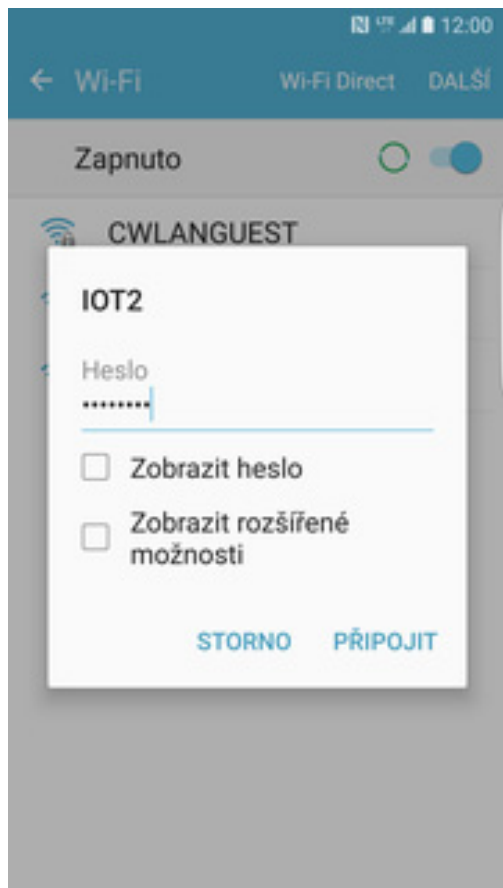 LTE 12:00
Wi-Fi Wi-Fi Direct DALŠÍ
Zapnuto
CWLANGUEST
IOT2
Heslo
••••••••
Zobrazit heslo
Zobrazit rozšířené
možnosti
STORNO PŘIPOJIT